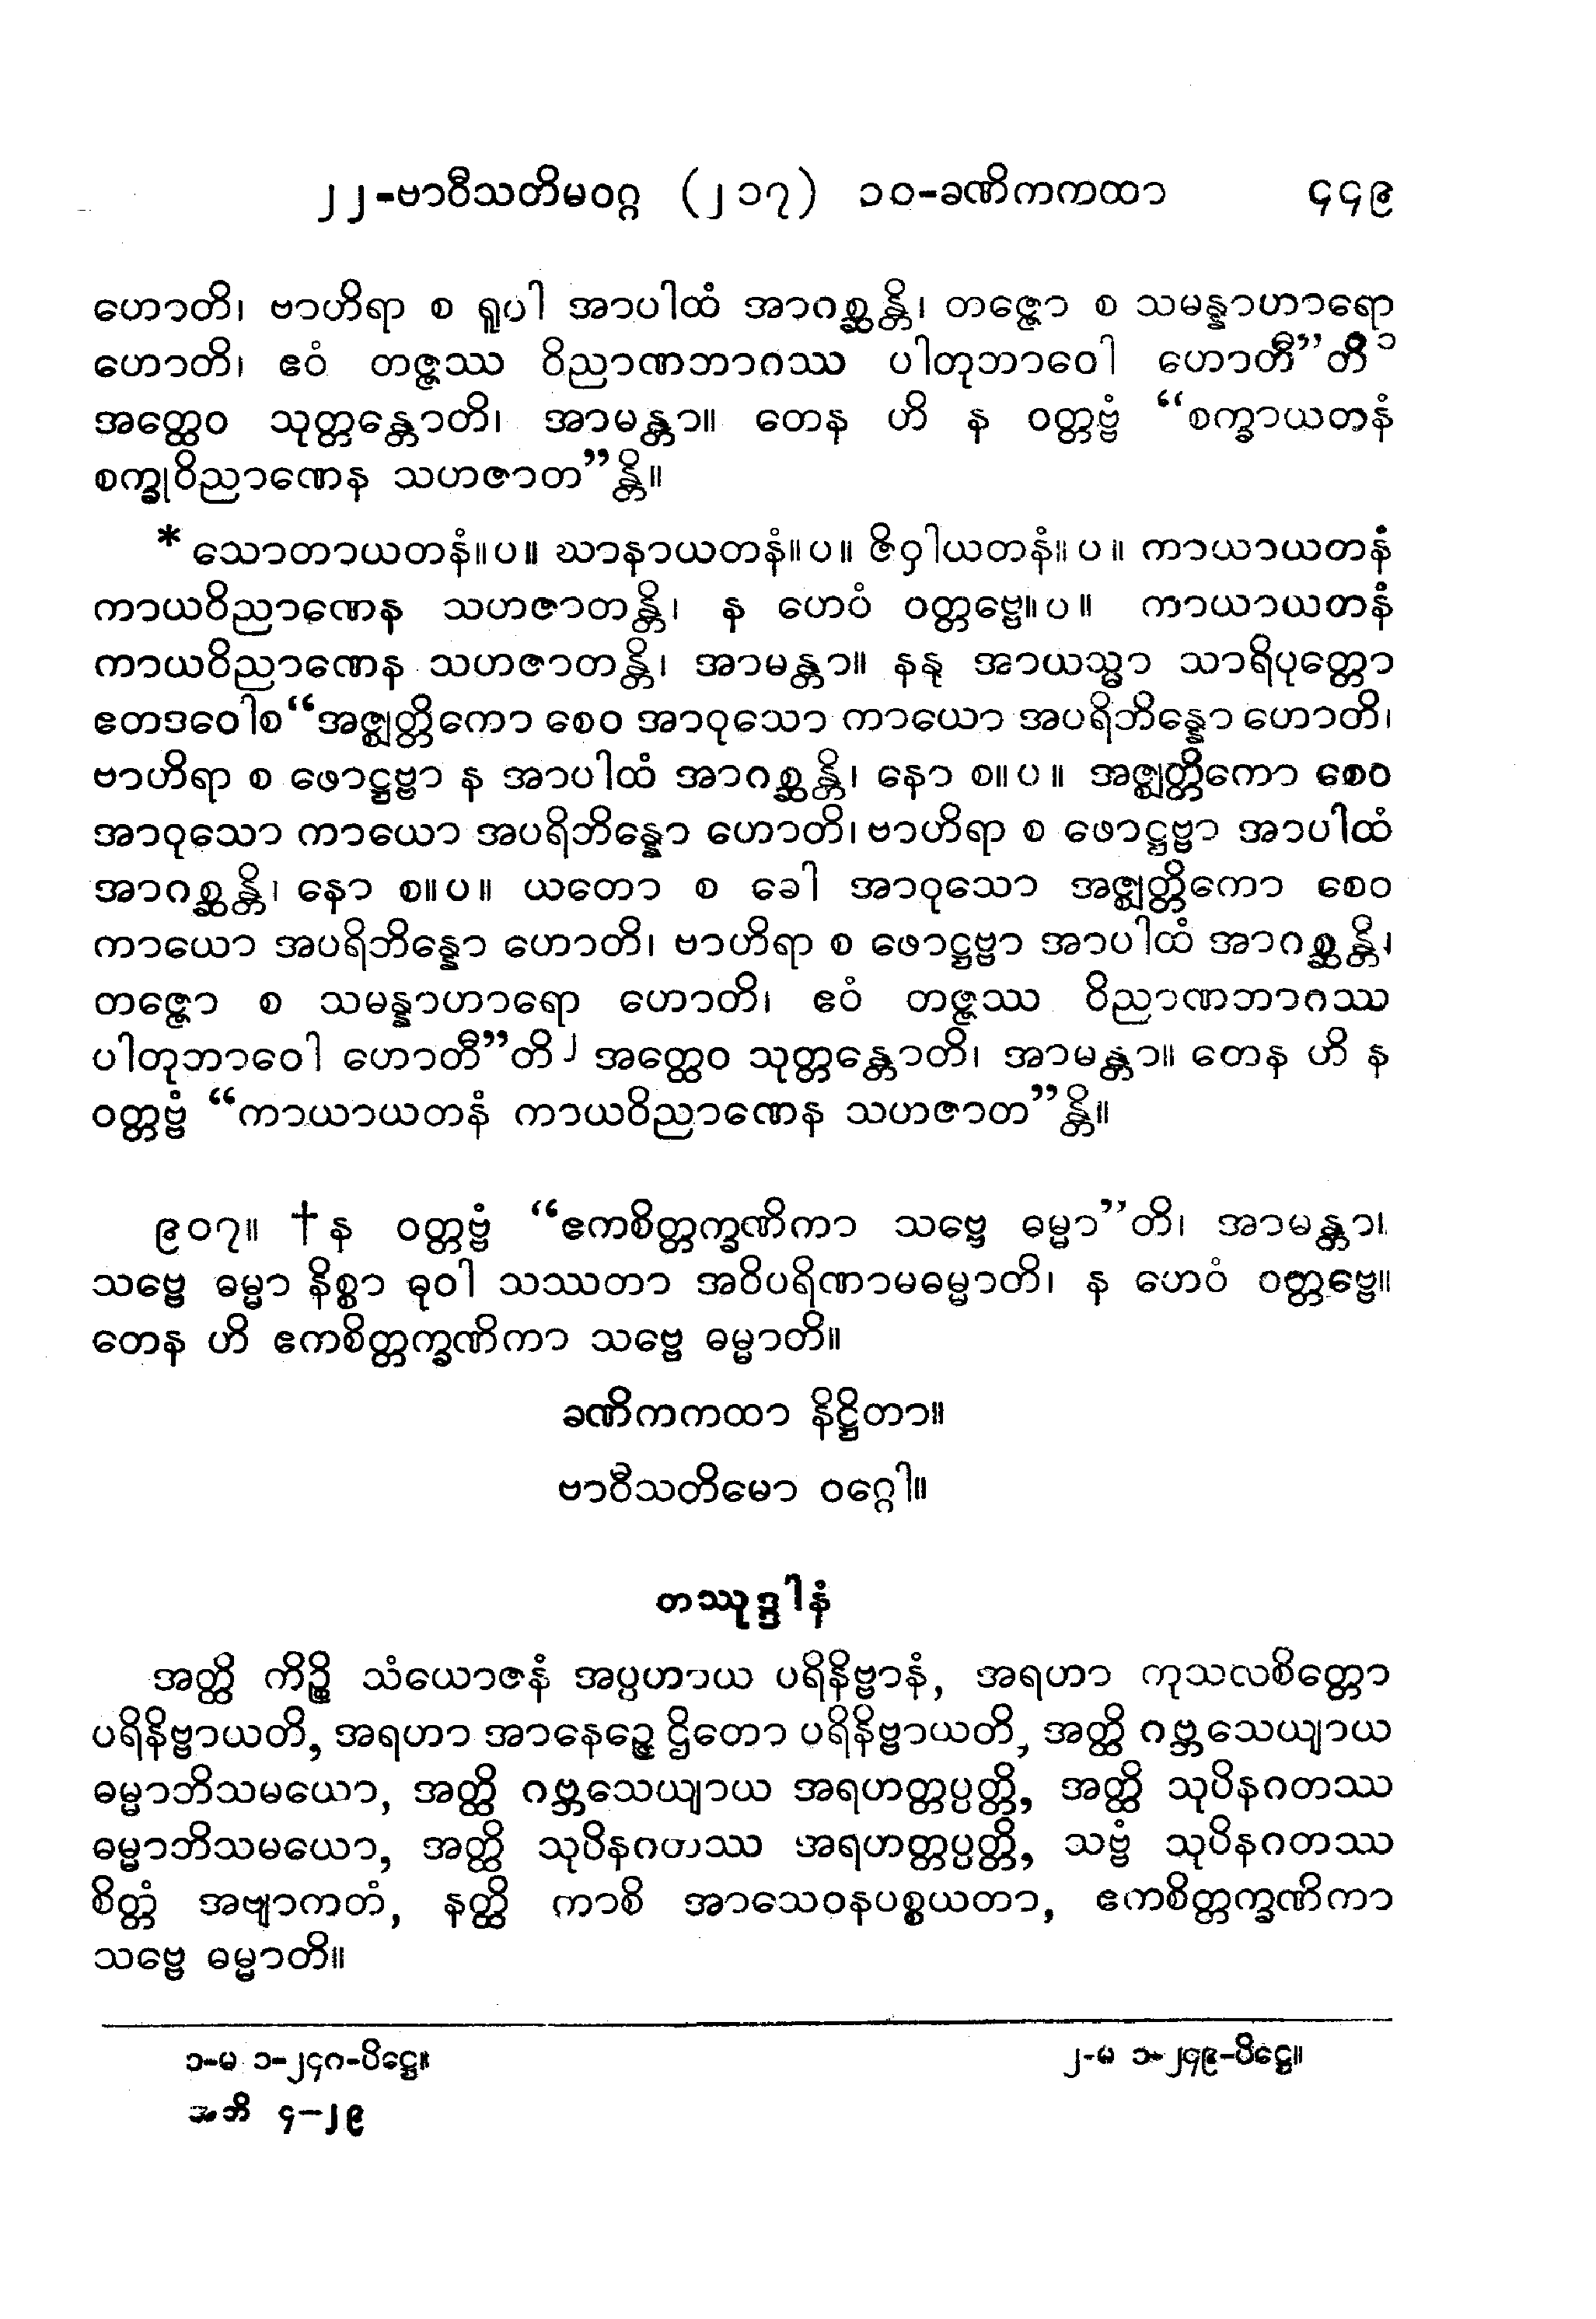 ၂၂-ဗာဝီသတိမဝဂ္ဂ (၂၁၇) ၁၀-ခဏိကကထာ ၄၄၉
ဟောတိ၊ ဗာဟိရာ စ ရူပါ အာပါထံ အာဂစ္ဆန္တိ၊ တဇ္ဇော စ သမန္နာဟာရော
ဟောတိ၊ ဧဝံ တဇ္ဇဿ ဝိညာဏဘာဂဿ ပါတုဘာဝေါ ဟောတီ”တိ၁
အတ္ထေဝ သုတ္တန္တောတိ၊ အာမန္တာ။ တေန ဟိ န ဝတ္တဗ္ဗံ “စက္ခာယတနံ
စက္ခုဝိညာဏေန သဟဇာတ”န္တိ။
* သောတာယတနံ။ပ။ ဃာနာယတနံ။ပ။ ဇိဝှါယတနံ။ပ။ ကာယာယတနံ
ကာယဝိညာဏေန သဟဇာတန္တိ၊ န ဟေဝံ ဝတ္တဗ္ဗေ။ပ။ ကာယာယတနံ
ကာယဝိညာဏေန သဟဇာတန္တိ၊ အာမန္တာ။ နနု အာယသ္မာ သာရိပုတ္တော
ဧတဒဝေါစ“အဇ္ဈတ္တိကော စေဝ အာဝုသော ကာယော အပရိဘိန္နော ဟောတိ၊
ဗာဟိရာ စ ဖောဋ္ဌဗ္ဗာ န အာပါထံ အာဂစ္ဆန္တိ၊ နော စ။ပ။ အဇ္ဈတ္တိကော စေဝ
အာဝုသော ကာယော အပရိဘိန္နော ဟောတိ၊ ဗာဟိရာ စ ဖောဋ္ဌဗ္ဗာ အာပါထံ
အာဂစ္ဆန္တိ၊ နော စ။ပ။ ယတော စ ခေါ အာဝုသော အဇ္ဈတ္တိကော စေဝ
ကာယော အပရိဘိန္နော ဟောတိ၊ ဗာဟိရာ စ ဖောဋ္ဌဗ္ဗာ အာပါထံ အာဂစ္ဆန္တိ၊
တဇ္ဇော စ သမန္နာဟာရော ဟောတိ၊ ဧဝံ တဇ္ဇဿ ဝိညာဏဘာဂဿ
ပါတုဘာဝေါ ဟောတီ”တိ၂ အတ္ထေဝ သုတ္တန္တောတိ၊ အာမန္တာ။ တေန ဟိ န
ဝတ္တဗ္ဗံ “ကာယာယတနံ ကာယဝိညာဏေန သဟဇာတ”န္တိ။
၉၀၇။ †န ဝတ္တဗ္ဗံ “ဧကစိတ္တက္ခဏိကာ သဗ္ဗေ ဓမ္မာ”တိ၊ အာမန္တာ။
သဗ္ဗေ ဓမ္မာ နိစ္စာ ဓုဝါ သဿတာ အဝိပရိဏာမဓမ္မာတိ၊ န ဟေဝံ ဝတ္တဗ္ဗေ။
တေန ဟိ ဧကစိတ္တက္ခဏိကာ သဗ္ဗေ ဓမ္မာတိ။
ခဏိကကထာ နိဋ္ဌိတာ။
ဗာဝီသတိမော ဝဂ္ဂေါ။
တဿုဒ္ဒါနံ
အတ္ထိ ကိဉ္စိ သံယောဇနံ အပ္ပဟာယ ပရိနိဗ္ဗာနံ, အရဟာ ကုသလစိတ္တော
ပရိနိဗ္ဗာယတိ, အရဟာ အာနေဉ္ဇေ ဌိတော ပရိနိဗ္ဗာယတိ, အတ္ထိ ဂဗ္ဘသေယျာယ
ဓမ္မာဘိသမယော, အတ္ထိ ဂဗ္ဘသေယျာယ အရဟတ္တပ္ပတ္တိ, အတ္ထိ သုပိနဂတဿ
ဓမ္မာဘိသမယော, အတ္ထိ သုပိနဂတဿ အရဟတ္တပ္ပတ္တိ, သဗ္ဗံ သုပိနဂတဿ
စိတ္တံ အဗျာကတံ, နတ္ထိ ကာစိ အာသေဝနပစ္စယတာ, ဧကစိတ္တက္ခဏိကာ
သဗ္ဗေ ဓမ္မာတိ။
၁-မ ၁-၂၄၈-ပိဋ္ဌေ။ ၂-မ ၁-၂၄၉-ပိဋ္ဌေ။
အဘိ ၄-၂၉